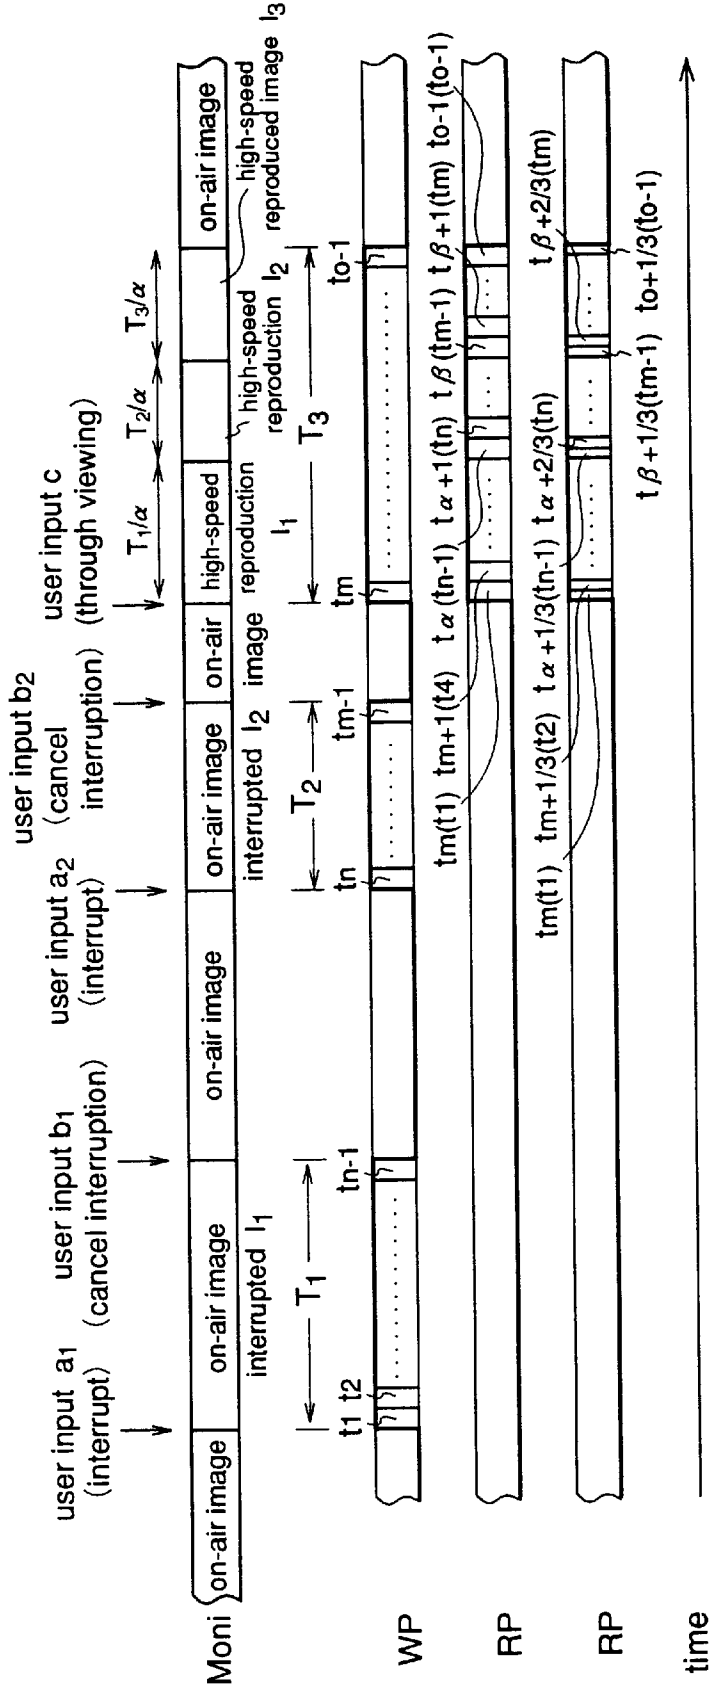 user input a1
(interrupt)
user input b1
(cancel interruption)
user input a2
(interrupt)
user input b2
(cancel
interruption)
user input c
(through viewing)
T1/α
T2/α
T3/α
Moni
on-air image
on-air image
interrupted I1
on-air image
on-air image
interrupted I2
on-air
image
high-speed
reproduction
I1
high-speed
reproduction I2
on-air image
high-speed
reproduced image I3
T1
T2
T3
WP
t1
t2
tn-1
tn
tm-1
tm
to-1
RP
tm(t1)
tm+1(t4)
tα(tn-1)
tα+1(tn)
tβ(tm-1)
tβ+1(tm)
to-1(to-1)
RP
tm(t1)
tm+1/3(t2)
tα+1/3(tn-1)
tα+2/3(tn)
tβ+1/3(tm-1)
tβ+2/3(tm)
to+1/3(to-1)
time